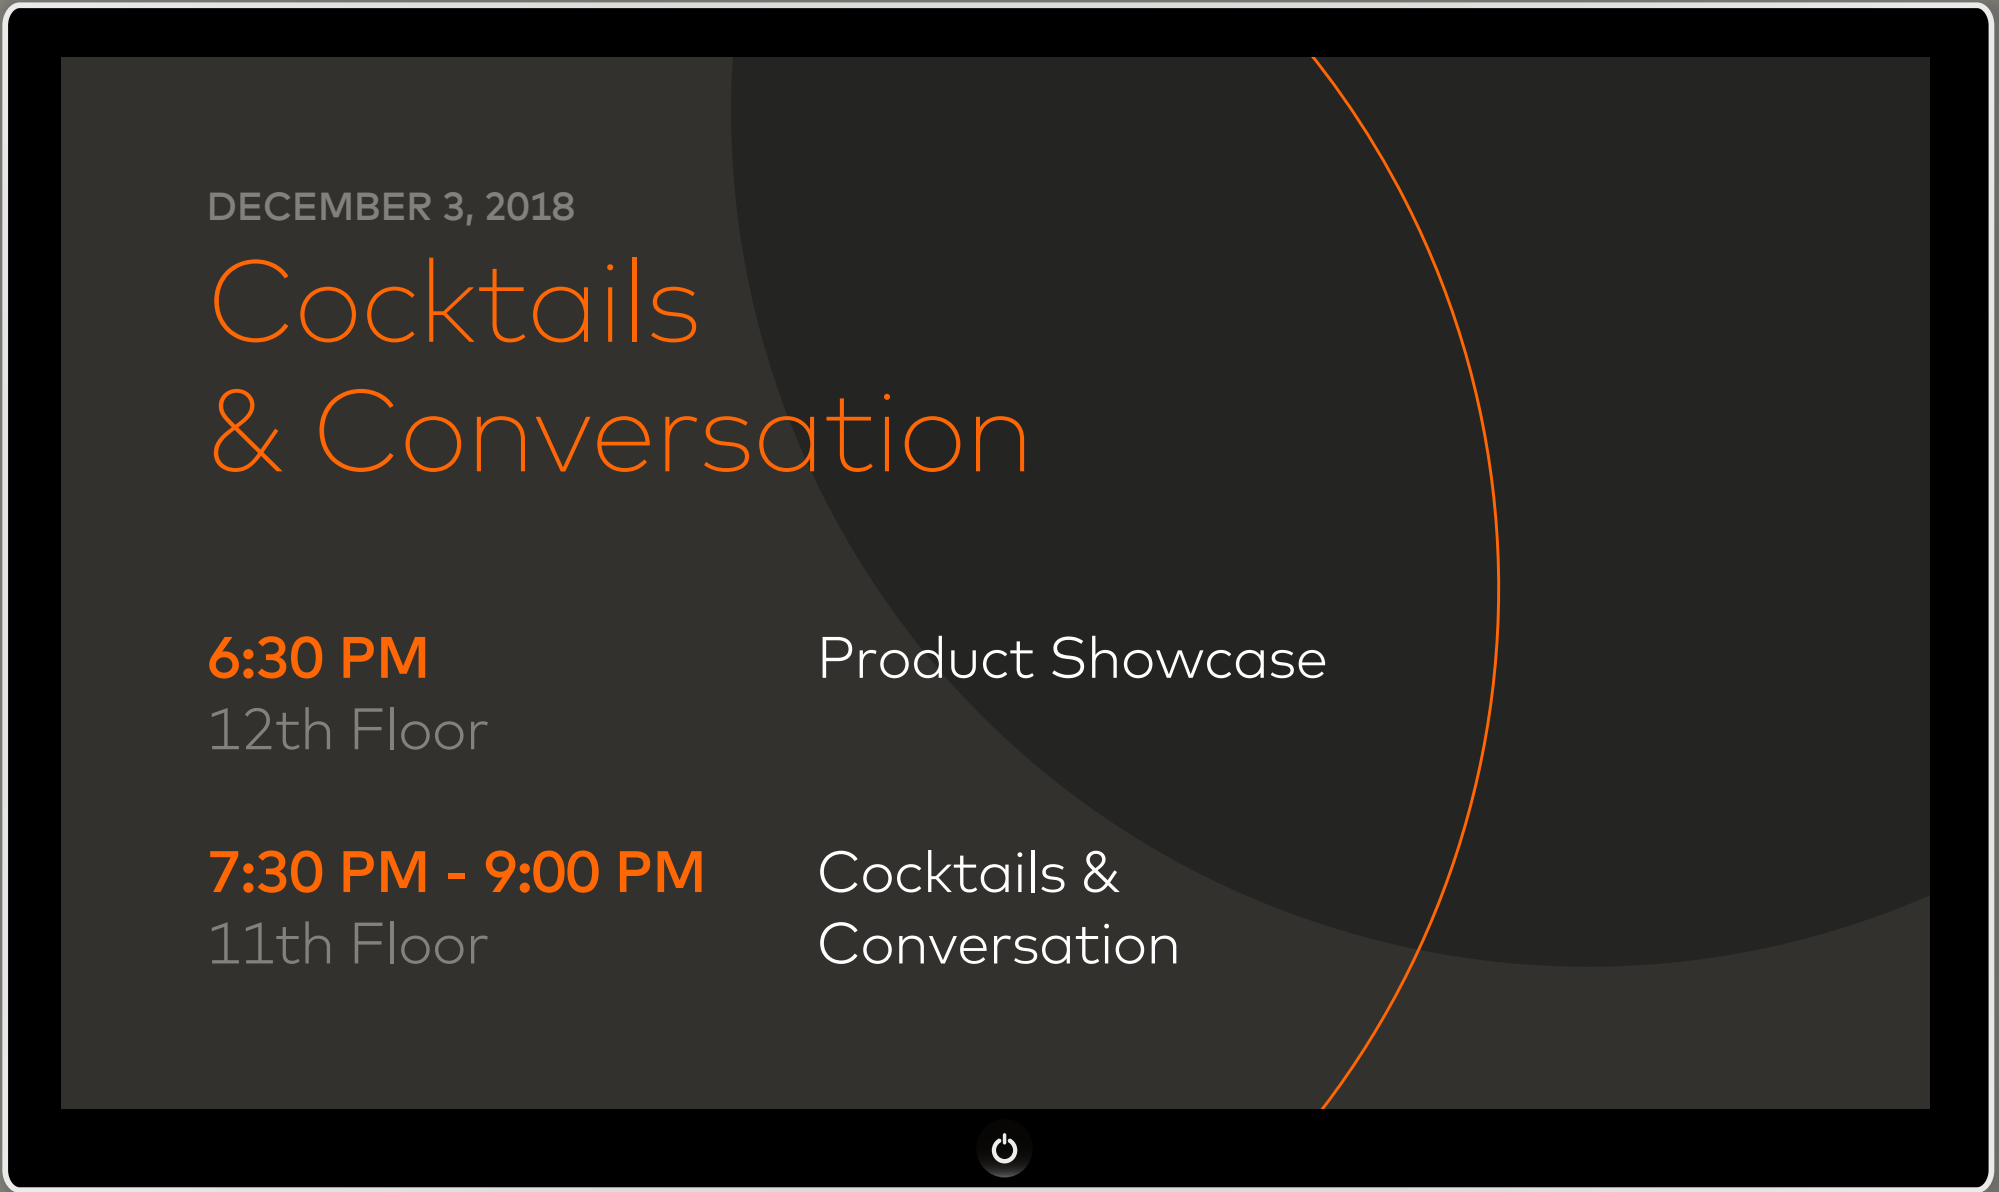 DECEMBER 3, 2018
Cocktails
& Conversation
6:30 PM
12th Floor
Product Showcase
7:30 PM - 9:00 PM
11th Floor
Cocktails &
Conversation